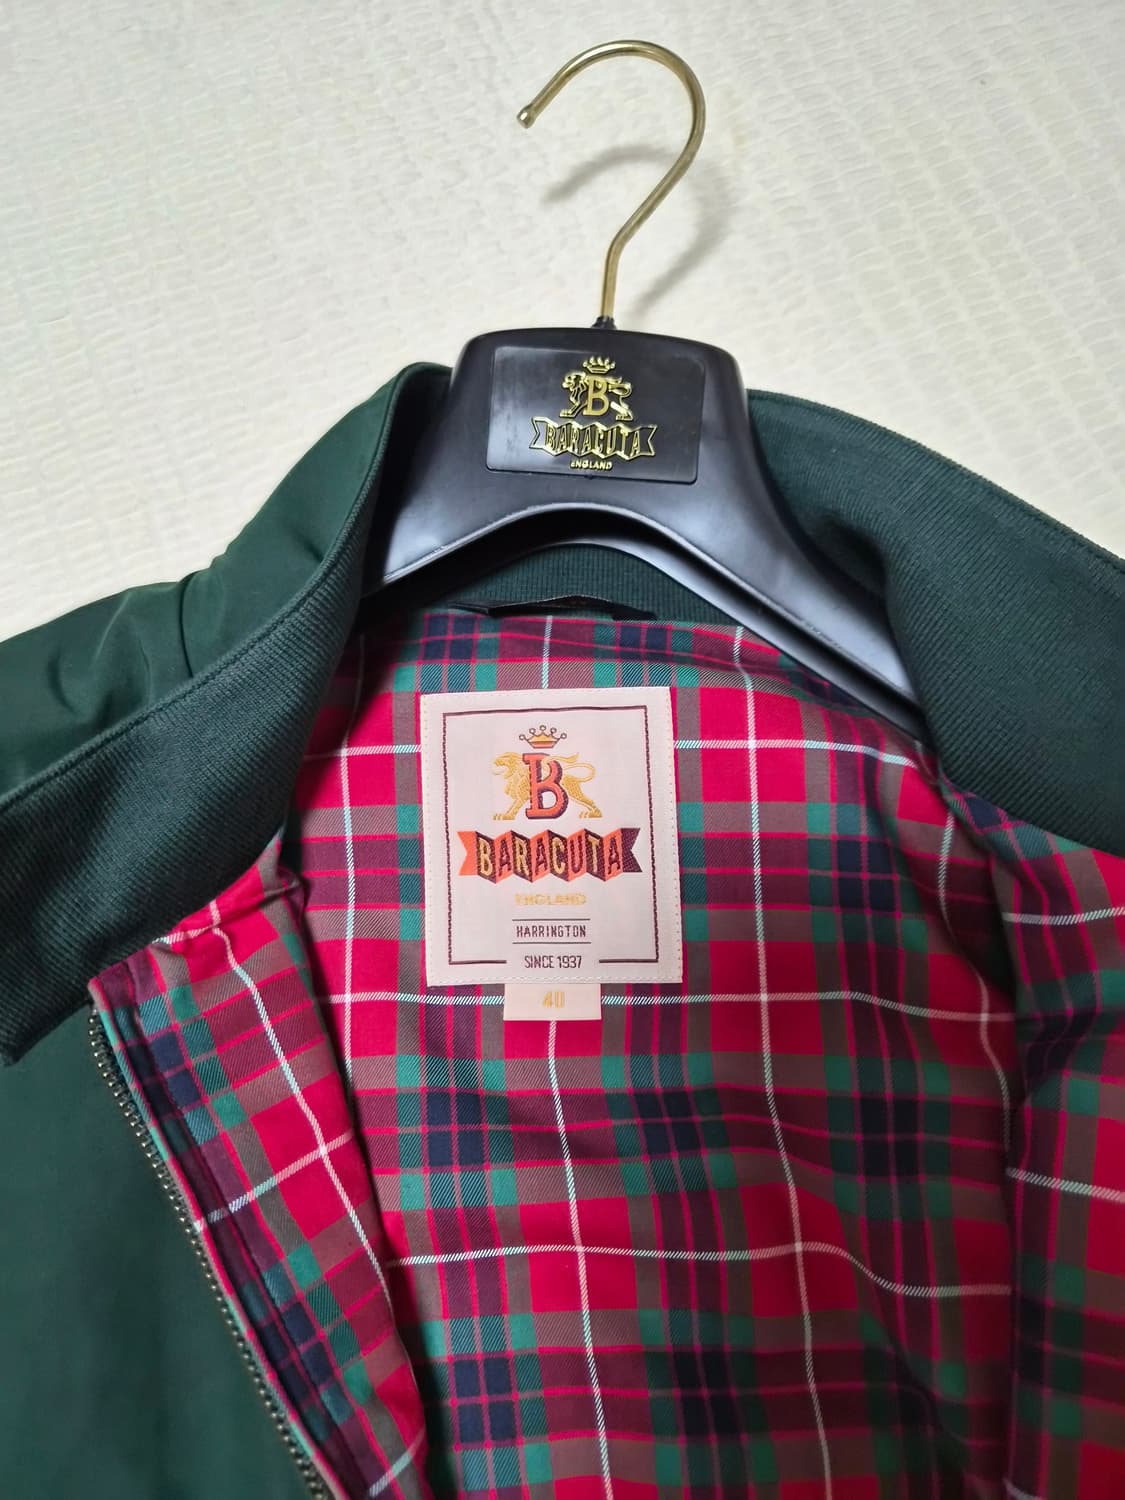 B
BARACUTA
ENGLAND
B
BARACUTA
ENGLAND
HARRINGTON
SINCE 1937
40